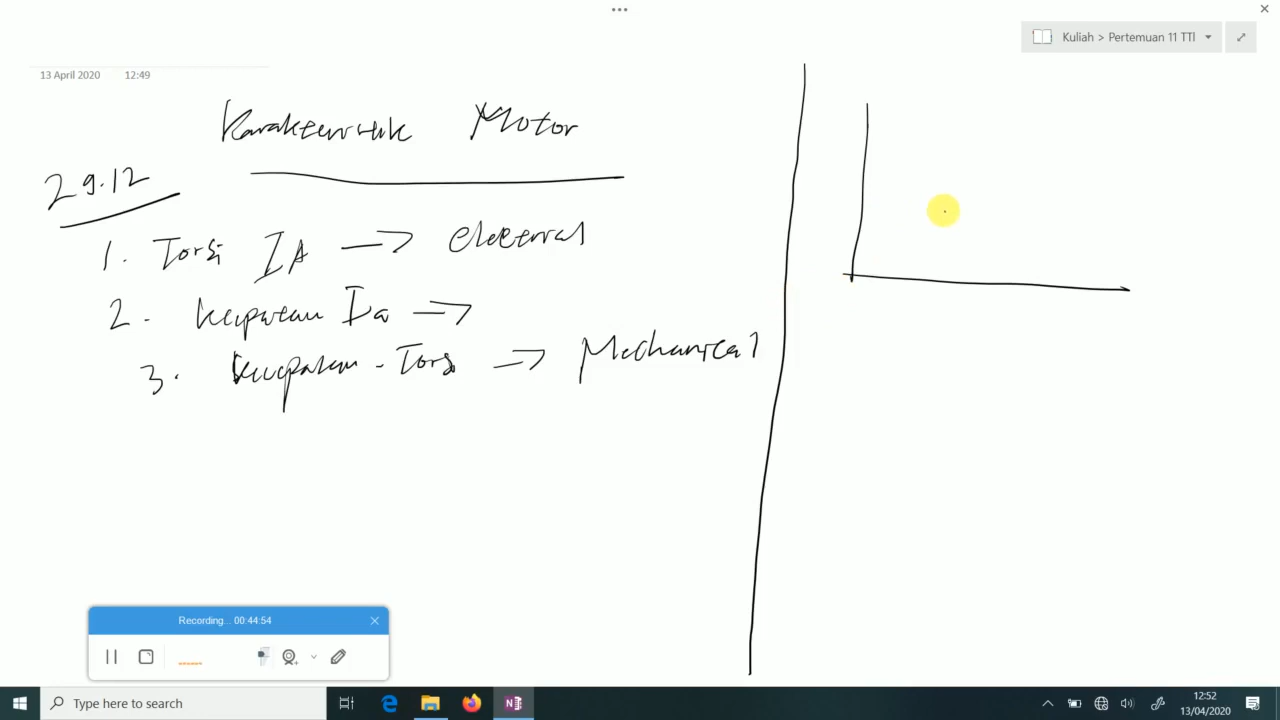 Kuliah > Pertemuan 11 TTI
13 April 2020 12:49
Karakteristik Motor
29.12
1. Torsi IA → electrical
2. Kecepatan Ia →
3. Kecepatan - Torsi → Mechanical
Recording... 00:44:54
Type here to search
12:52
13/04/2020